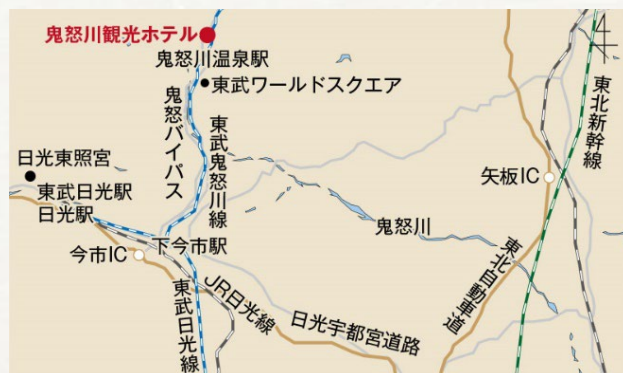 鬼怒川観光ホテル
鬼怒川温泉駅
東武ワールドスクエア
鬼怒バイパス
東武鬼怒川線
東北新幹線
日光東照宮
東武日光駅
日光駅
矢板IC
鬼怒川
今市IC
下今市駅
東武日光線
JR日光線
日光宇都宮道路
東北自動車道
4